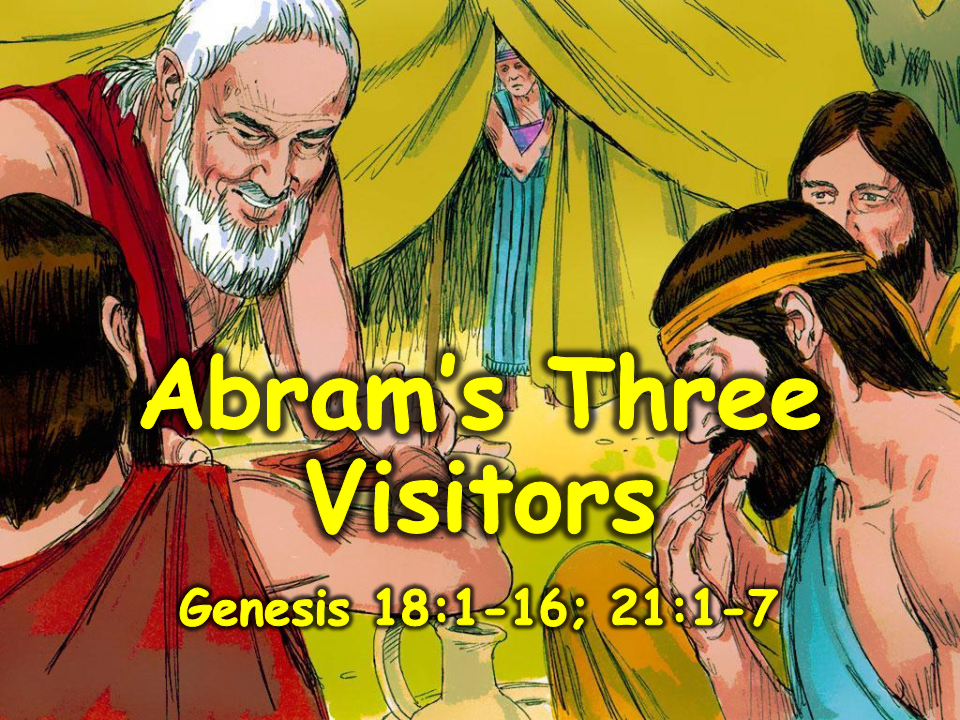 Abram’s Three
Visitors
Genesis 18:1-16; 21:1-7